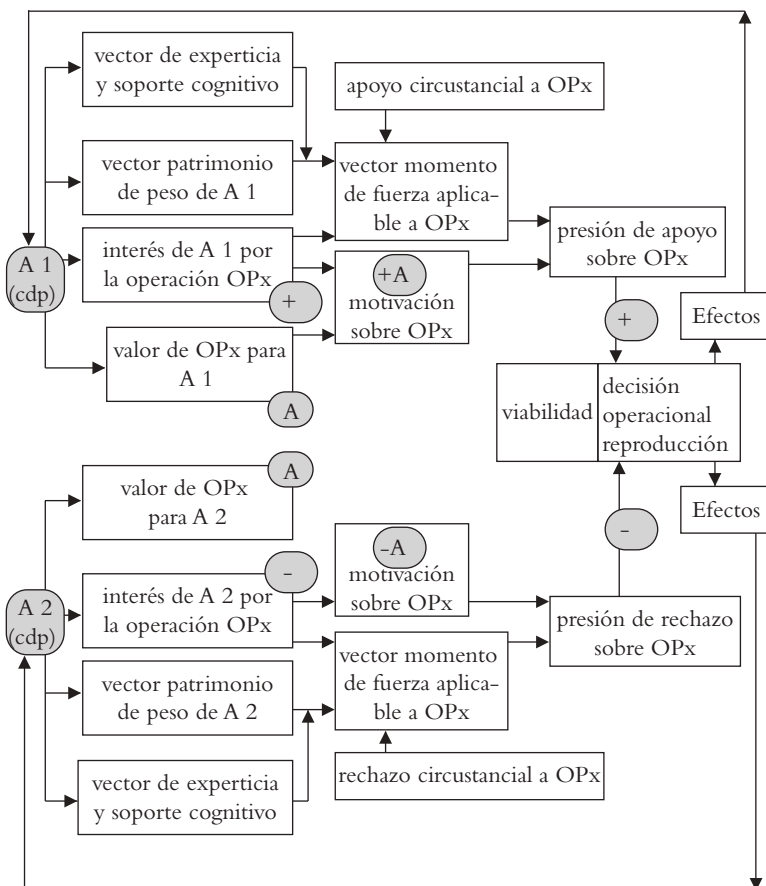 vector de experticia
y soporte cognitivo
apoyo circustancial a OPx
vector patrimonio
de peso de A 1
vector momento
de fuerza aplica-
ble a OPx
A 1
(cdp)
interés de A 1 por
la operación OPx
+
+A
motivación
sobre OPx
presión de apoyo
sobre OPx
+
Efectos
valor de OPx para
A 1
A
viabilidad
decisión
operacional
reproducción
valor de OPx
para A 2
A
Efectos
-
-
-A
motivación
sobre OPx
A 2
(cdp)
interés de A 2 por
la operación OPx
presión de rechazo
sobre OPx
vector momento
de fuerza aplica-
ble a OPx
vector patrimonio
de peso de A 2
rechazo circustancial a OPx
vector de experticia
y soporte cognitivo